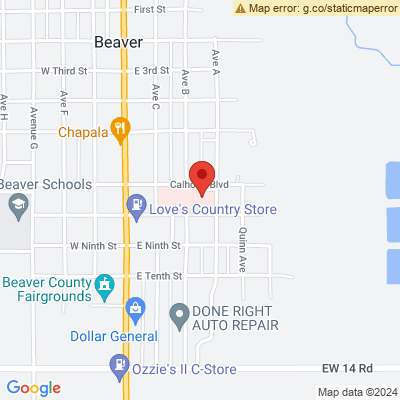 Map error: g.co/staticmaperror
First St
Beaver
Ave A
W Third St
E 3rd St
Ave B
Ave C
Ave F
Ave H
Avenue G
Chapala
Beaver Schools
Calho Blvd
Love's Country Store
W Ninth St
E Ninth St
Quinn Ave
E Tenth St
Beaver County
Fairgrounds
DONE RIGHT
AUTO REPAIR
Dollar General
Ozzie's II C-Store
EW 14 Rd
Google
Map data ©2024